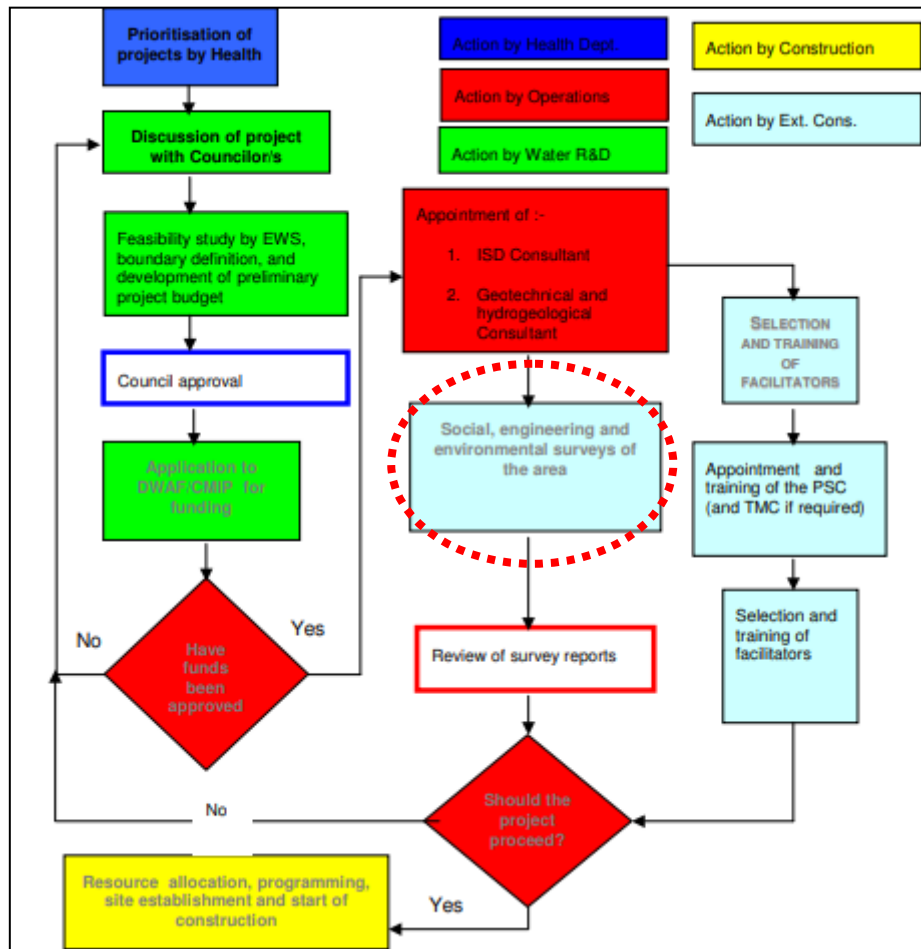 Prioritisation of
projects by Health
Discussion of project
with Councilor/s
Feasibility study by EWS,
boundary definition, and
development of preliminary
project budget
Council approval
Application to
DWAF/CMIP for
funding
No
Yes
Have
funds
been
approved
Action by Health Dept.
Action by Operations
Action by Water R&D
Action by Construction
Action by Ext. Cons.
Appointment of :-
1. ISD Consultant
2. Geotechnical and
hydrogeological
Consultant
Social, engineering and
environmental surveys of
the area
Review of survey reports
SELECTION
AND TRAINING
OF
FACILITATORS
Appointment and
training of the PSC
(and TMC if required)
Selection and
training of
facilitators
Should the
project
proceed?
No
Yes
Resource allocation, programming,
site establishment and start of
construction